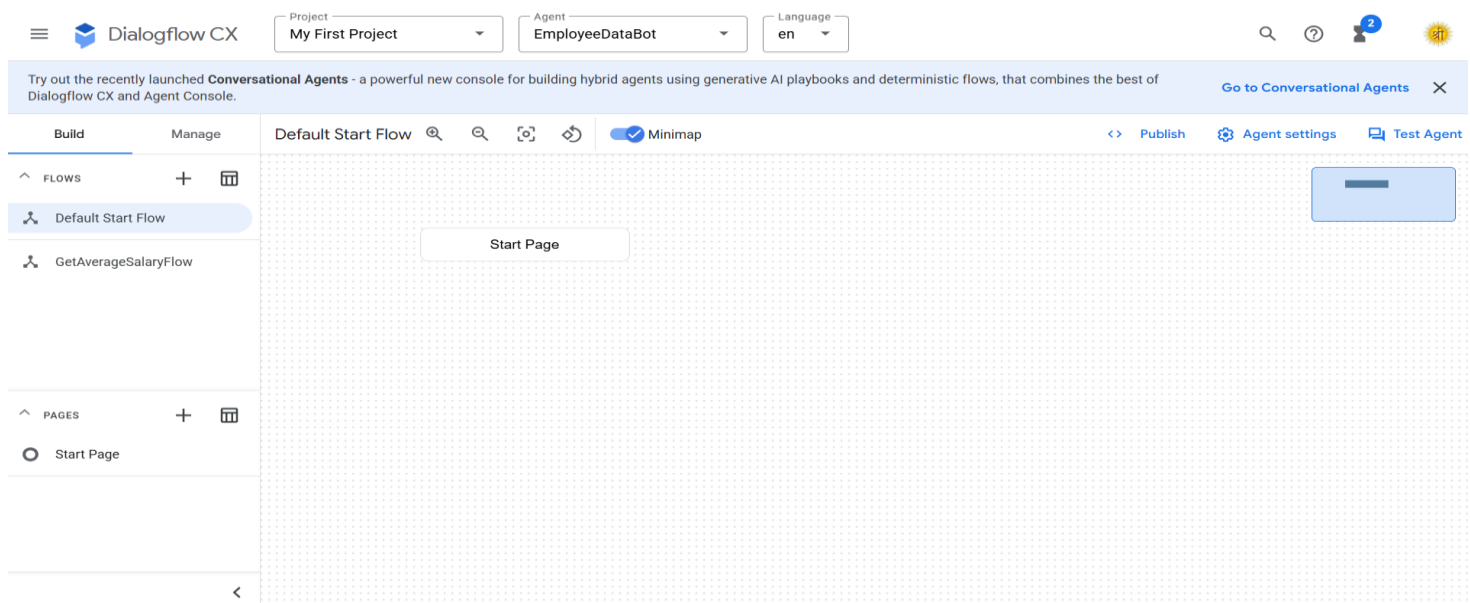 Dialogflow CX
Project
My First Project
Agent
EmployeeDataBot
Language
en
2
श्री
Try out the recently launched Conversational Agents - a powerful new console for building hybrid agents using generative AI playbooks and deterministic flows, that combines the best of
Dialogflow CX and Agent Console.
Go to Conversational Agents
Build Manage
Default Start Flow
Minimap
<> Publish
Agent settings
Test Agent
FLOWS
Default Start Flow
GetAverageSalaryFlow
Start Page
PAGES
Start Page